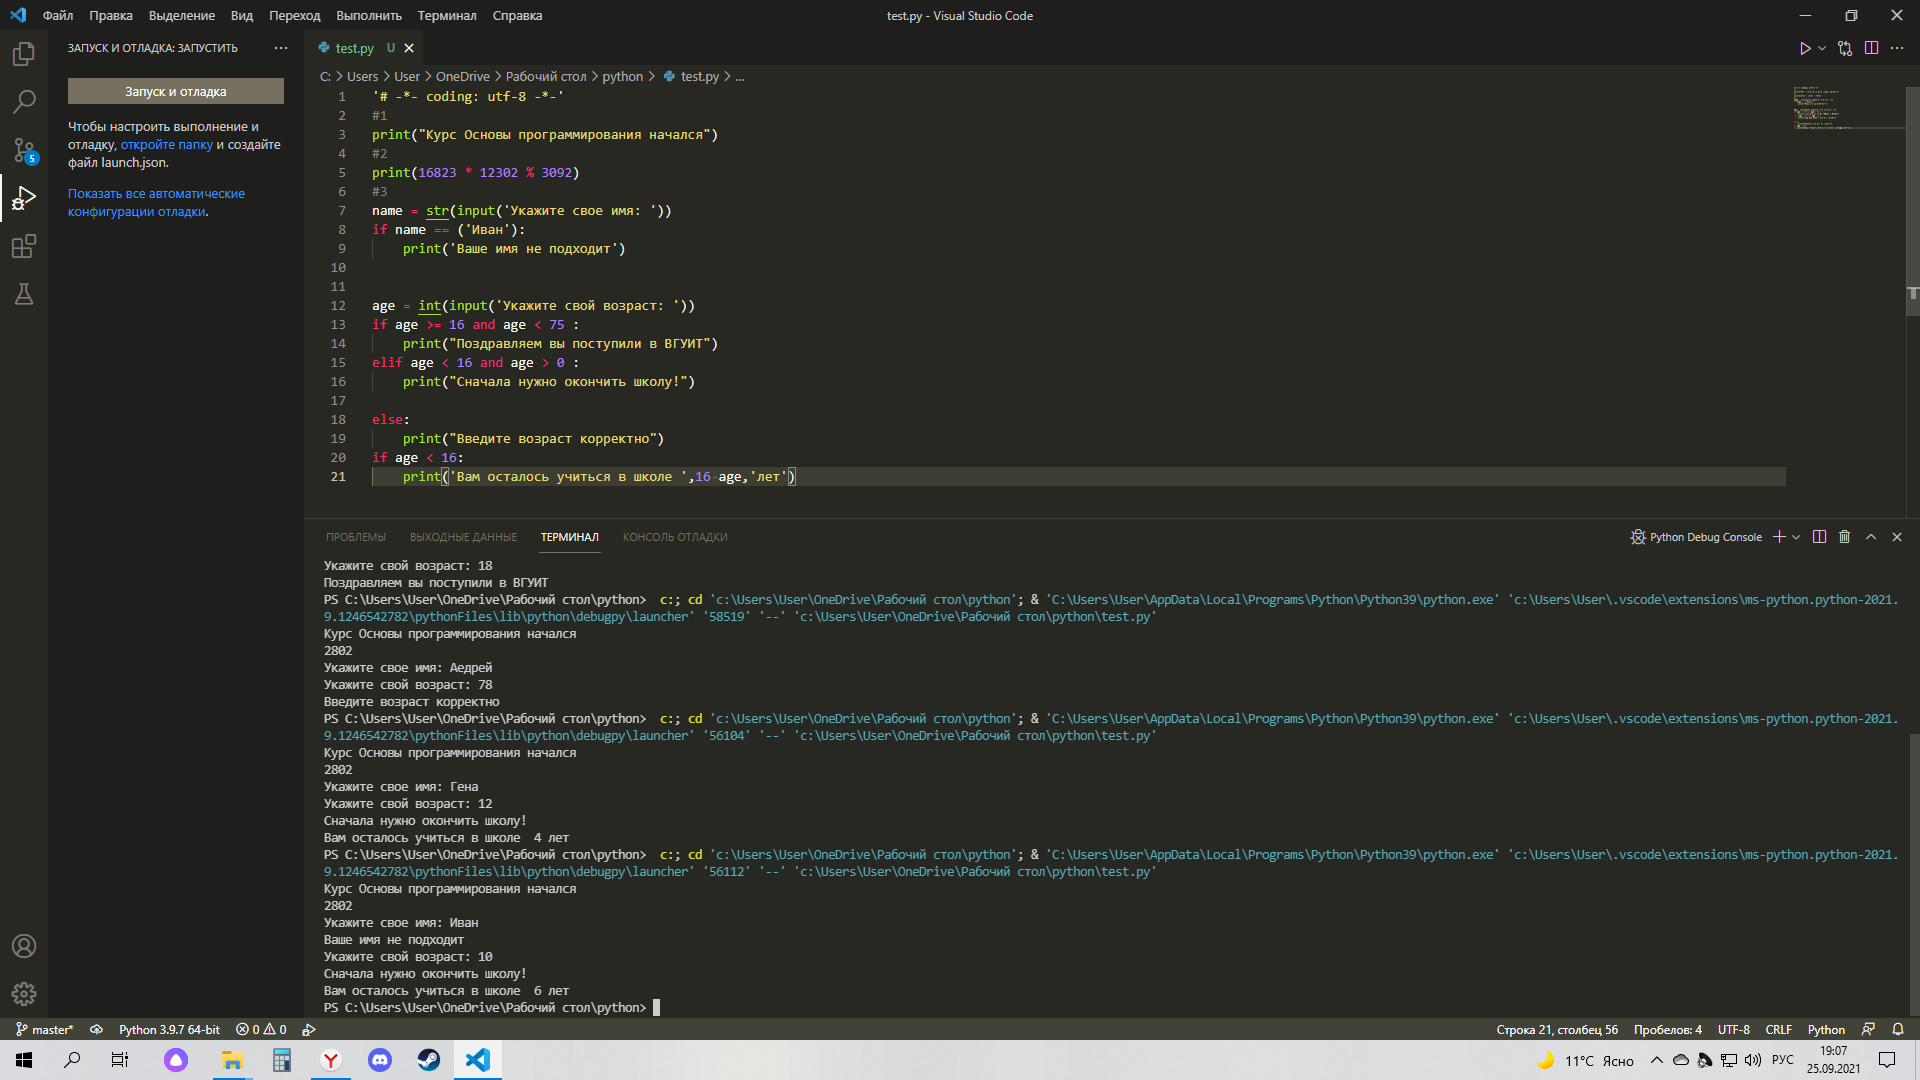 Файл Правка Выделение Вид Переход Выполнить Терминал Справка
test.py - Visual Studio Code
ЗАПУСК И ОТЛАДКА: ЗАПУСТИТЬ ...
Запуск и отладка
Чтобы настроить выполнение и
отладку, откройте папку и создайте
файл launch.json.
Показать все автоматические
конфигурации отладки.
5
test.py U
C: > Users > User > OneDrive > Рабочий стол > python > test.py > ...
1 '# -*- coding: utf-8 -*-'
2 #1
3 print("Курс Основы программирования начался")
4 #2
5 print(16823 * 12302 % 3092)
6 #3
7 name = str(input('Укажите свое имя: '))
8 if name == ('Иван'):
9 print('Ваше имя не подходит')
10
11
12 age = int(input('Укажите свой возраст: '))
13 if age >= 16 and age < 75 :
14 print("Поздравляем вы поступили в ВГУИТ")
15 elif age < 16 and age > 0 :
16 print("Сначала нужно окончить школу!")
17
18 else:
19 print("Введите возраст корректно")
20 if age < 16:
21 print('Вам осталось учиться в школе ',16-age,'лет')
ПРОБЛЕМЫ ВЫХОДНЫЕ ДАННЫЕ ТЕРМИНАЛ КОНСОЛЬ ОТЛАДКИ
Python Debug Console
Укажите свой возраст: 18
Поздравляем вы поступили в ВГУИТ
PS C:\Users\User\OneDrive\Рабочий стол\python>  c:; cd 'c:\Users\User\OneDrive\Рабочий стол\python'; & 'C:\Users\User\AppData\Local\Programs\Python\Python39\python.exe' 'c:\Users\User\.vscode\extensions\ms-python.python-2021.
9.1246542782\pythonFiles\lib\python\debugpy\launcher' '58519' '--' 'c:\Users\User\OneDrive\Рабочий стол\python\test.py'
Курс Основы программирования начался
2802
Укажите свое имя: Аедрей
Укажите свой возраст: 78
Введите возраст корректно
PS C:\Users\User\OneDrive\Рабочий стол\python>  c:; cd 'c:\Users\User\OneDrive\Рабочий стол\python'; & 'C:\Users\User\AppData\Local\Programs\Python\Python39\python.exe' 'c:\Users\User\.vscode\extensions\ms-python.python-2021.
9.1246542782\pythonFiles\lib\python\debugpy\launcher' '56104' '--' 'c:\Users\User\OneDrive\Рабочий стол\python\test.py'
Курс Основы программирования начался
2802
Укажите свое имя: Гена
Укажите свой возраст: 12
Сначала нужно окончить школу!
Вам осталось учиться в школе  4 лет
PS C:\Users\User\OneDrive\Рабочий стол\python>  c:; cd 'c:\Users\User\OneDrive\Рабочий стол\python'; & 'C:\Users\User\AppData\Local\Programs\Python\Python39\python.exe' 'c:\Users\User\.vscode\extensions\ms-python.python-2021.
9.1246542782\pythonFiles\lib\python\debugpy\launcher' '56112' '--' 'c:\Users\User\OneDrive\Рабочий стол\python\test.py'
Курс Основы программирования начался
2802
Укажите свое имя: Иван
Ваше имя не подходит
Укажите свой возраст: 10
Сначала нужно окончить школу!
Вам осталось учиться в школе  6 лет
PS C:\Users\User\OneDrive\Рабочий стол\python>
master* Python 3.9.7 64-bit 0 0
Строка 21, столбец 56 Пробелов: 4 UTF-8 CRLF Python
11°C Ясно РУС 19:07
25.09.2021